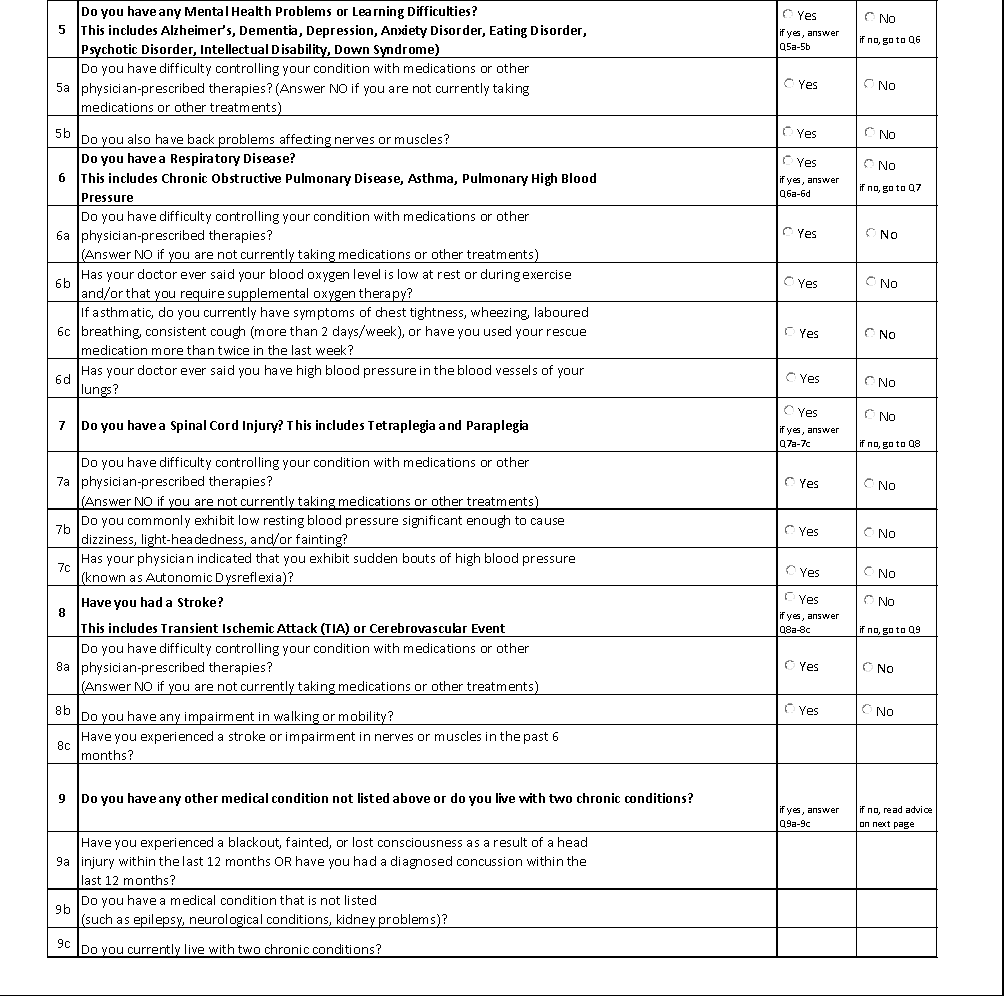 5
Do you have any Mental Health Problems or Learning Difficulties?
This includes Alzheimer's, Dementia, Depression, Anxiety Disorder, Eating Disorder,
Psychotic Disorder, Intellectual Disability, Down Syndrome)
Yes
if yes, answer
Q5a-5b
No
if no, go to Q6
5a
Do you have difficulty controlling your condition with medications or other
physician-prescribed therapies? (Answer NO if you are not currently taking
medications or other treatments)
Yes
No
5b
Do you also have back problems affecting nerves or muscles?
Yes
No
6
Do you have a Respiratory Disease?
This includes Chronic Obstructive Pulmonary Disease, Asthma, Pulmonary High Blood
Pressure
Yes
if yes, answer
Q6a-6d
No
if no, go to Q7
6a
Do you have difficulty controlling your condition with medications or other
physician-prescribed therapies?
(Answer NO if you are not currently taking medications or other treatments)
Yes
No
6b
Has your doctor ever said your blood oxygen level is low at rest or during exercise
and/or that you require supplemental oxygen therapy?
Yes
No
6c
If asthmatic, do you currently have symptoms of chest tightness, wheezing, laboured
breathing, consistent cough (more than 2 days/week), or have you used your rescue
medication more than twice in the last week?
Yes
No
6d
Has your doctor ever said you have high blood pressure in the blood vessels of your
lungs?
Yes
No
7
Do you have a Spinal Cord Injury? This includes Tetraplegia and Paraplegia
Yes
if yes, answer
Q7a-7c
No
if no, go to Q8
7a
Do you have difficulty controlling your condition with medications or other
physician-prescribed therapies?
(Answer NO if you are not currently taking medications or other treatments)
Yes
No
7b
Do you commonly exhibit low resting blood pressure significant enough to cause
dizziness, light-headedness, and/or fainting?
Yes
No
7c
Has your physician indicated that you exhibit sudden bouts of high blood pressure
(known as Autonomic Dysreflexia)?
Yes
No
8
Have you had a Stroke?
This includes Transient Ischemic Attack (TIA) or Cerebrovascular Event
Yes
if yes, answer
Q8a-8c
No
if no, go to Q9
8a
Do you have difficulty controlling your condition with medications or other
physician-prescribed therapies?
(Answer NO if you are not currently taking medications or other treatments)
Yes
No
8b
Do you have any impairment in walking or mobility?
Yes
No
8c
Have you experienced a stroke or impairment in nerves or muscles in the past 6
months?
9
Do you have any other medical condition not listed above or do you live with two chronic conditions?
if yes, answer
Q9a-9c
if no, read advice
on next page
9a
Have you experienced a blackout, fainted, or lost consciousness as a result of a head
injury within the last 12 months OR have you had a diagnosed concussion within the
last 12 months?
9b
Do you have a medical condition that is not listed
(such as epilepsy, neurological conditions, kidney problems)?
9c
Do you currently live with two chronic conditions?